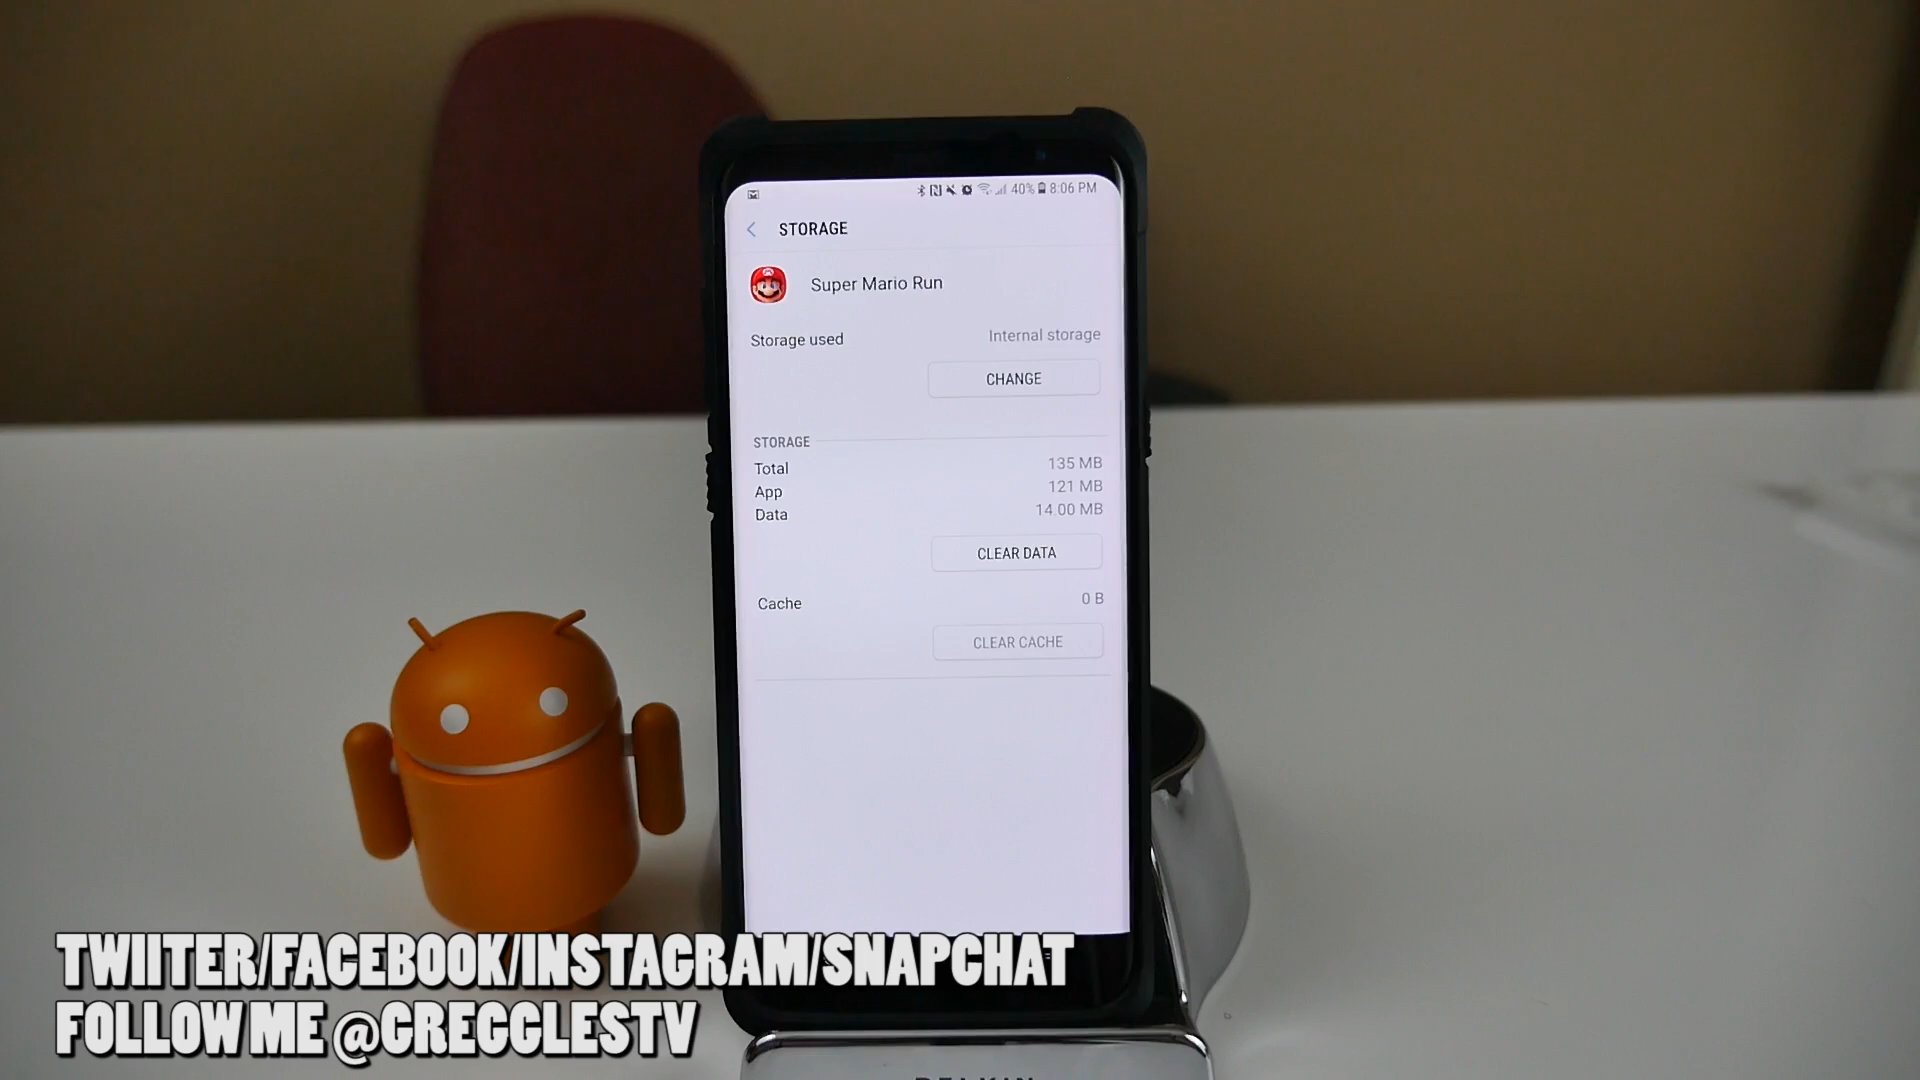 40% 8:06 PM
STORAGE
Super Mario Run
Storage used Internal storage
CHANGE
STORAGE
Total 135 MB
App 121 MB
Data 14.00 MB
CLEAR DATA
Cache 0 B
CLEAR CACHE
TWIITER/FACEBOOK/INSTAGRAM/SNAPCHAT
FOLLOW ME @GREGGLESTV